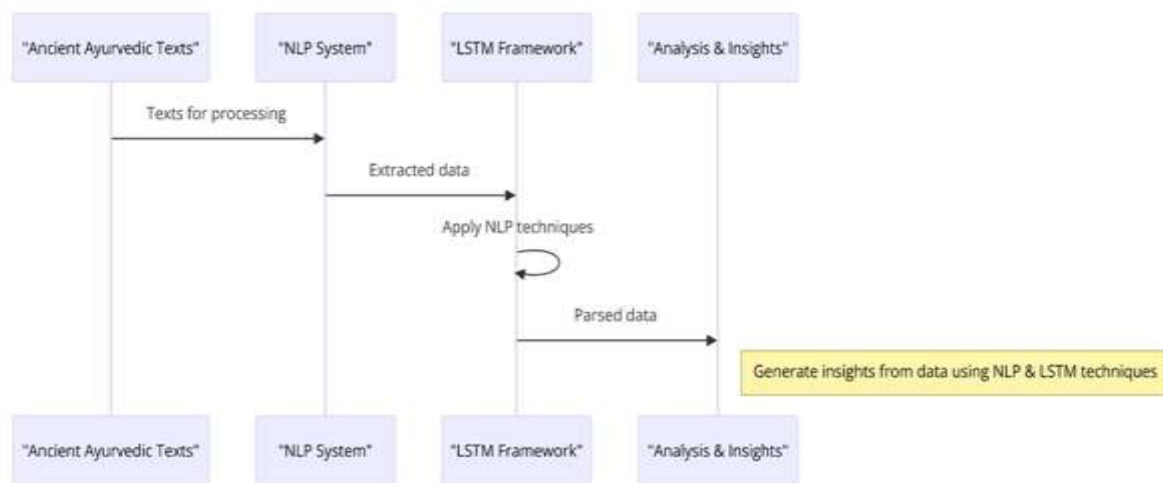 "Ancient Ayurvedic Texts" "NLP System" "LSTM Framework" "Analysis & Insights"
Texts for processing
Extracted data
Apply NLP techniques
Parsed data
Generate insights from data using NLP & LSTM techniques
"Ancient Ayurvedic Texts" "NLP System" "LSTM Framework" "Analysis & Insights"